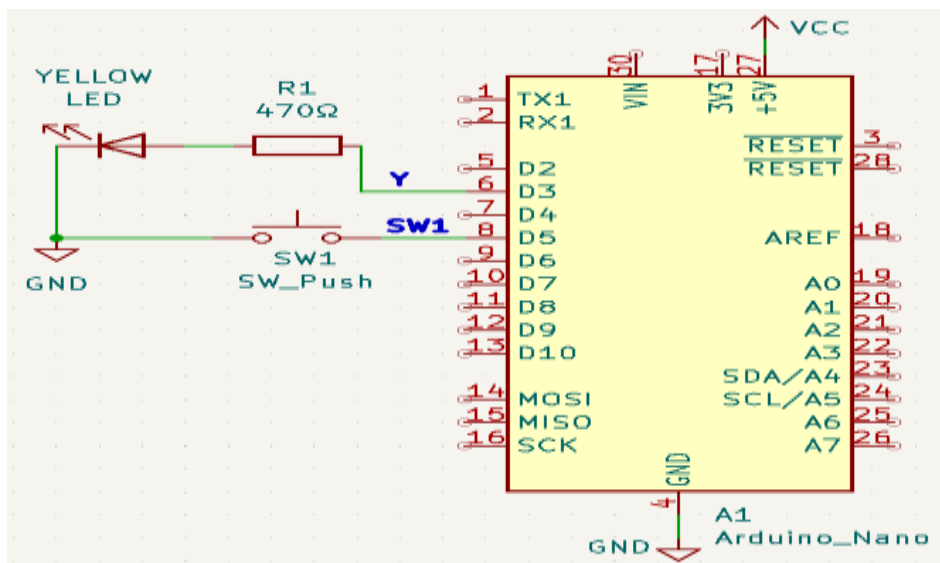 VCC
YELLOW
LED
R1
470Ω
Y
SW1
SW1
SW_Push
GND
30
17
27
VIN
3V3
+5V
1 TX1
2 RX1
5 D2
6 D3
7 D4
8 D5
9 D6
10 D7
11 D8
12 D9
13 D10
14 MOSI
15 MISO
16 SCK
RESET 3
RESET 28
AREF 18
A0 19
A1 20
A2 21
A3 22
SDA/A4 23
SCL/A5 24
A6 25
A7 26
GND
4
GND
A1
Arduino_Nano